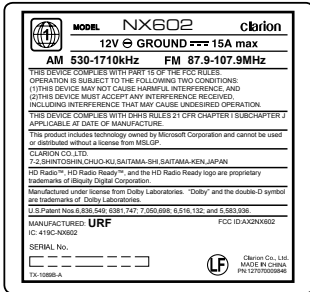 1
MODEL NX602 clarion
12V ⊖ GROUND ⎓ 15A max
AM 530-1710kHz FM 87.9-107.9MHz
THIS DEVICE COMPLIES WITH PART 15 OF THE FCC RULES.
OPERATION IS SUBJECT TO THE FOLLOWING TWO CONDITIONS:
(1)THIS DEVICE MAY NOT CAUSE HARMFUL INTERFERENCE, AND
(2)THIS DEVICE MUST ACCEPT ANY INTERFERENCE RECEIVED,
INCLUDING INTERFERENCE THAT MAY CAUSE UNDESIRED OPERATION.
THIS DEVICE COMPLIES WITH DHHS RULES 21 CFR CHAPTER I SUBCHAPTER J
APPLICABLE AT DATE OF MANUFACTURE.
This product includes technology owned by Microsoft Corporation and cannot be used
or distributed without a license from MSLGP.
CLARION CO.,LTD.
7-2,SHINTOSHIN,CHUO-KU,SAITAMA-SHI,SAITAMA-KEN,JAPAN
HD Radio™, HD Radio Ready™, and the HD Radio Ready logo are proprietary
trademarks of iBiquity Digital Corporation.
Manufactured under license from Dolby Laboratories. "Dolby" and the double-D symbol
are trademarks of Dolby Laboratories.
U.S.Patent Nos.6,836,549; 6381,747; 7,050,698; 6,516,132; and 5,583,936.
MANUFACTURED: URF FCC ID:AX2NX602
IC: 419C-NX602
SERIAL No.
LF
Clarion Co., Ltd.
MADE IN CHINA
PN:127070009846
TX-1089B-A